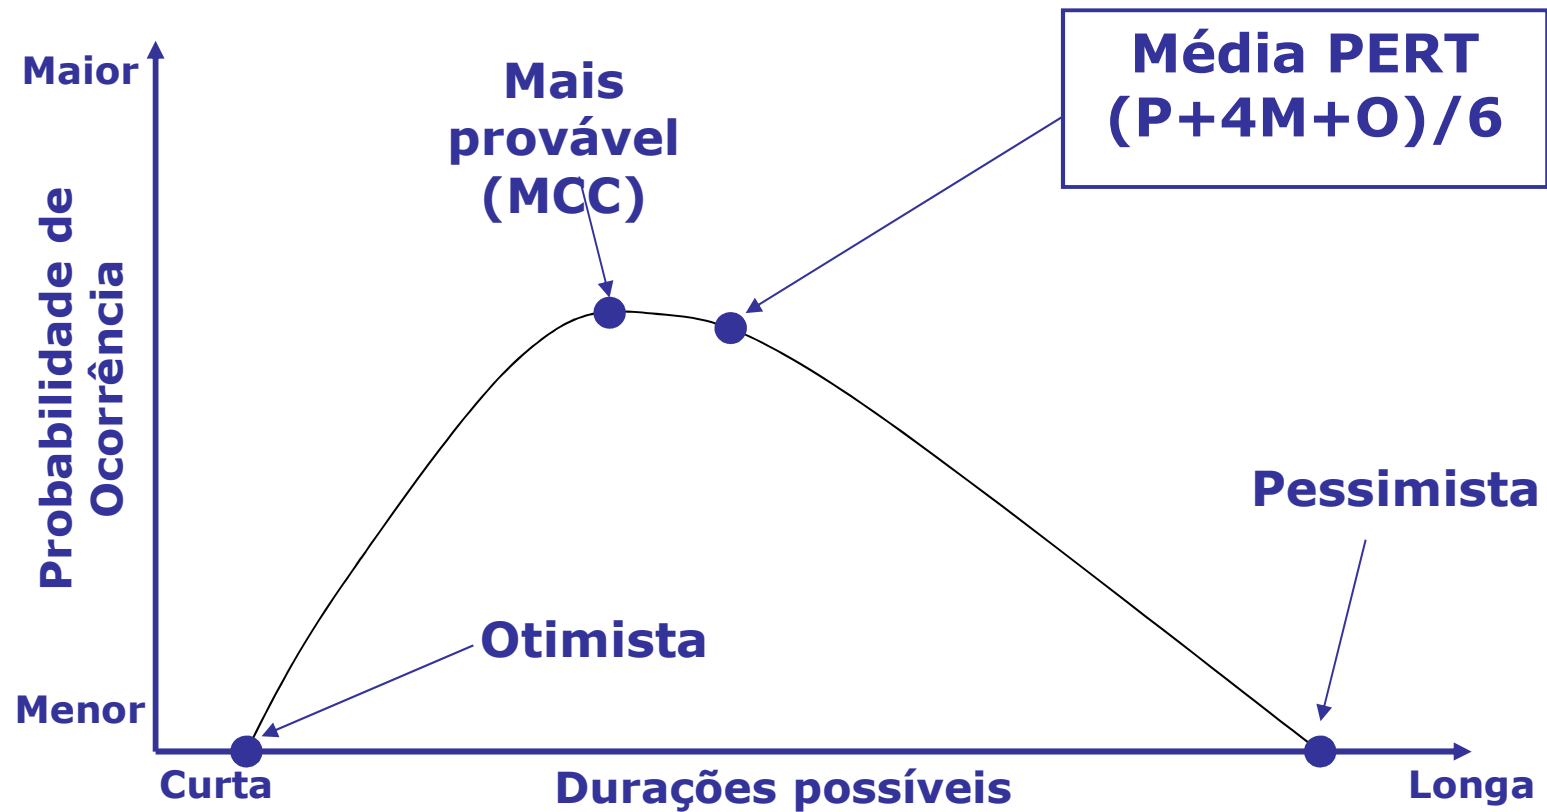 Média PERT
(P+4M+O)/6
Maior
Mais
provável
(MCC)
Probabilidade de
Ocorrência
Pessimista
Otimista
Menor
Curta
Durações possíveis
Longa